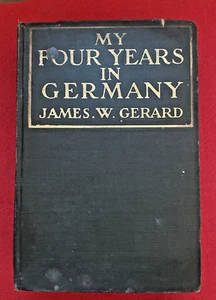 MY
FOUR YEARS
IN
GERMANY
JAMES. W. GERARD